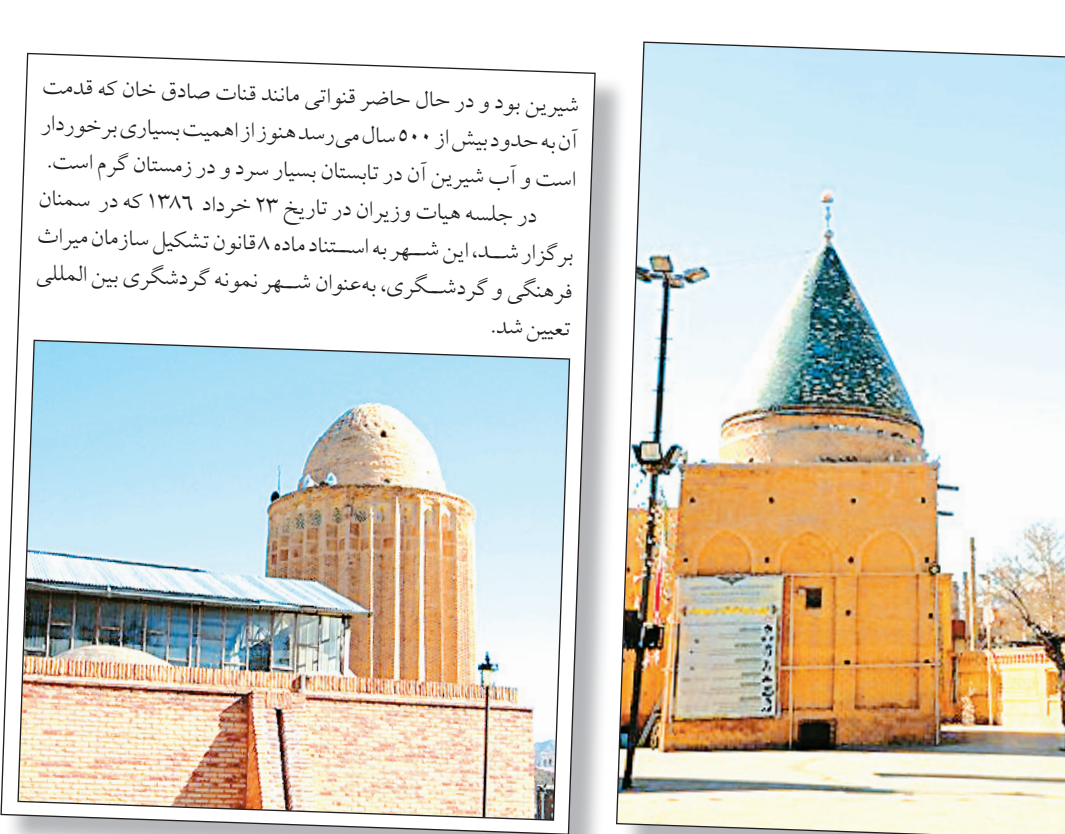 شیرین بود و در حال حاضر قنواتی مانند قنات صادق خان که قدمت
آن به حدود بیش از ۵۰۰ سال می‌رسد هنوز از اهمیت بسیاری برخوردار
است و آب شیرین آن در تابستان بسیار سرد و در زمستان گرم است.
در جلسه هیات وزیران در تاریخ ۲۳ خرداد ۱۳۸۶ که در سمنان
برگزار شد، این شهر به استناد ماده ۸ قانون تشکیل سازمان میراث
فرهنگی و گردشگری، به‌عنوان شهر نمونه گردشگری بین المللی
تعیین شد.